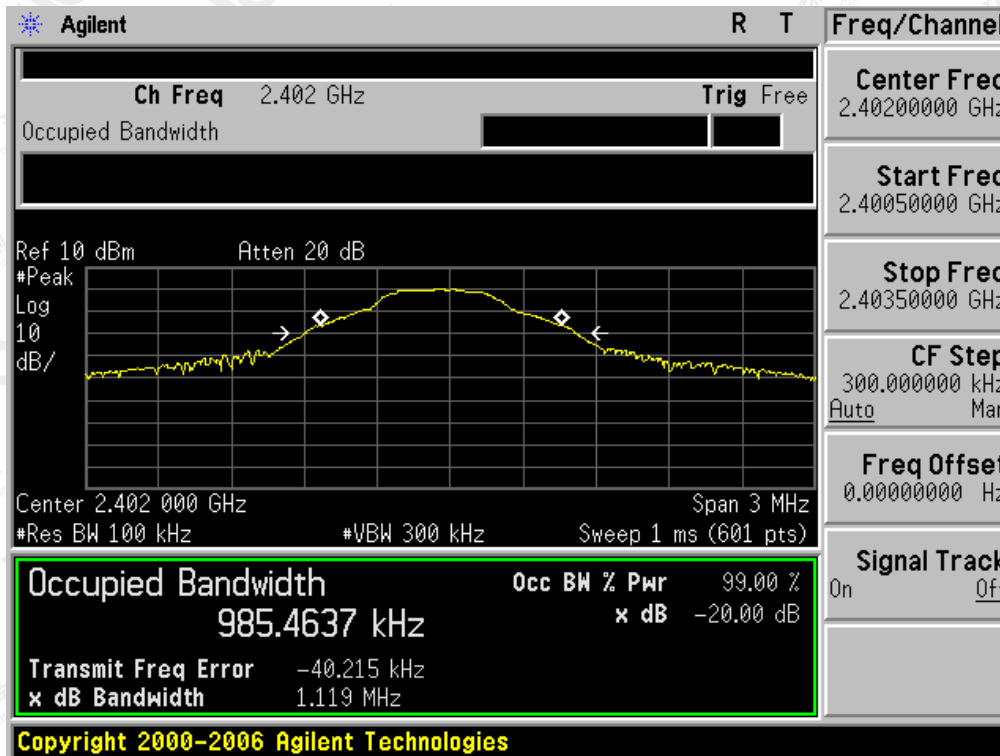 Agilent R T
Ch Freq 2.402 GHz Trig Free
Occupied Bandwidth
Ref 10 dBm Atten 20 dB
#Peak
Log
10
dB/
Center 2.402 000 GHz Span 3 MHz
#Res BW 100 kHz #VBW 300 kHz Sweep 1 ms (601 pts)
Occupied Bandwidth Occ BW % Pwr 99.00 %
985.4637 kHz x dB -20.00 dB
Transmit Freq Error -40.215 kHz
x dB Bandwidth 1.119 MHz
Copyright 2000-2006 Agilent Technologies
Freq/Channel
Center Freq
2.40200000 GHz
Start Freq
2.40050000 GHz
Stop Freq
2.40350000 GHz
CF Step
300.000000 kHz
Auto Man
Freq Offset
0.00000000 Hz
Signal Track
On Off